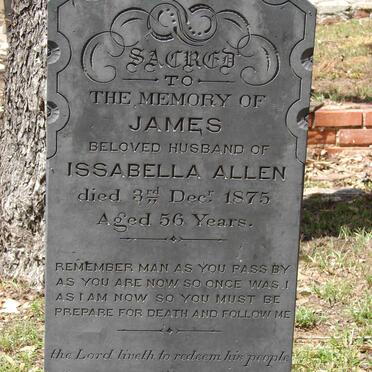 SACRED
TO
THE MEMORY OF
JAMES
BELOVED HUSBAND OF
ISSABELLA ALLEN
died 3rd Decr. 1875
Aged 56 Years.
REMEMBER MAN AS YOU PASS BY
AS YOU ARE NOW SO ONCE WAS I
AS I AM NOW SO YOU MUST BE
PREPARE FOR DEATH AND FOLLOW ME
the Lord liveth to redeem his people